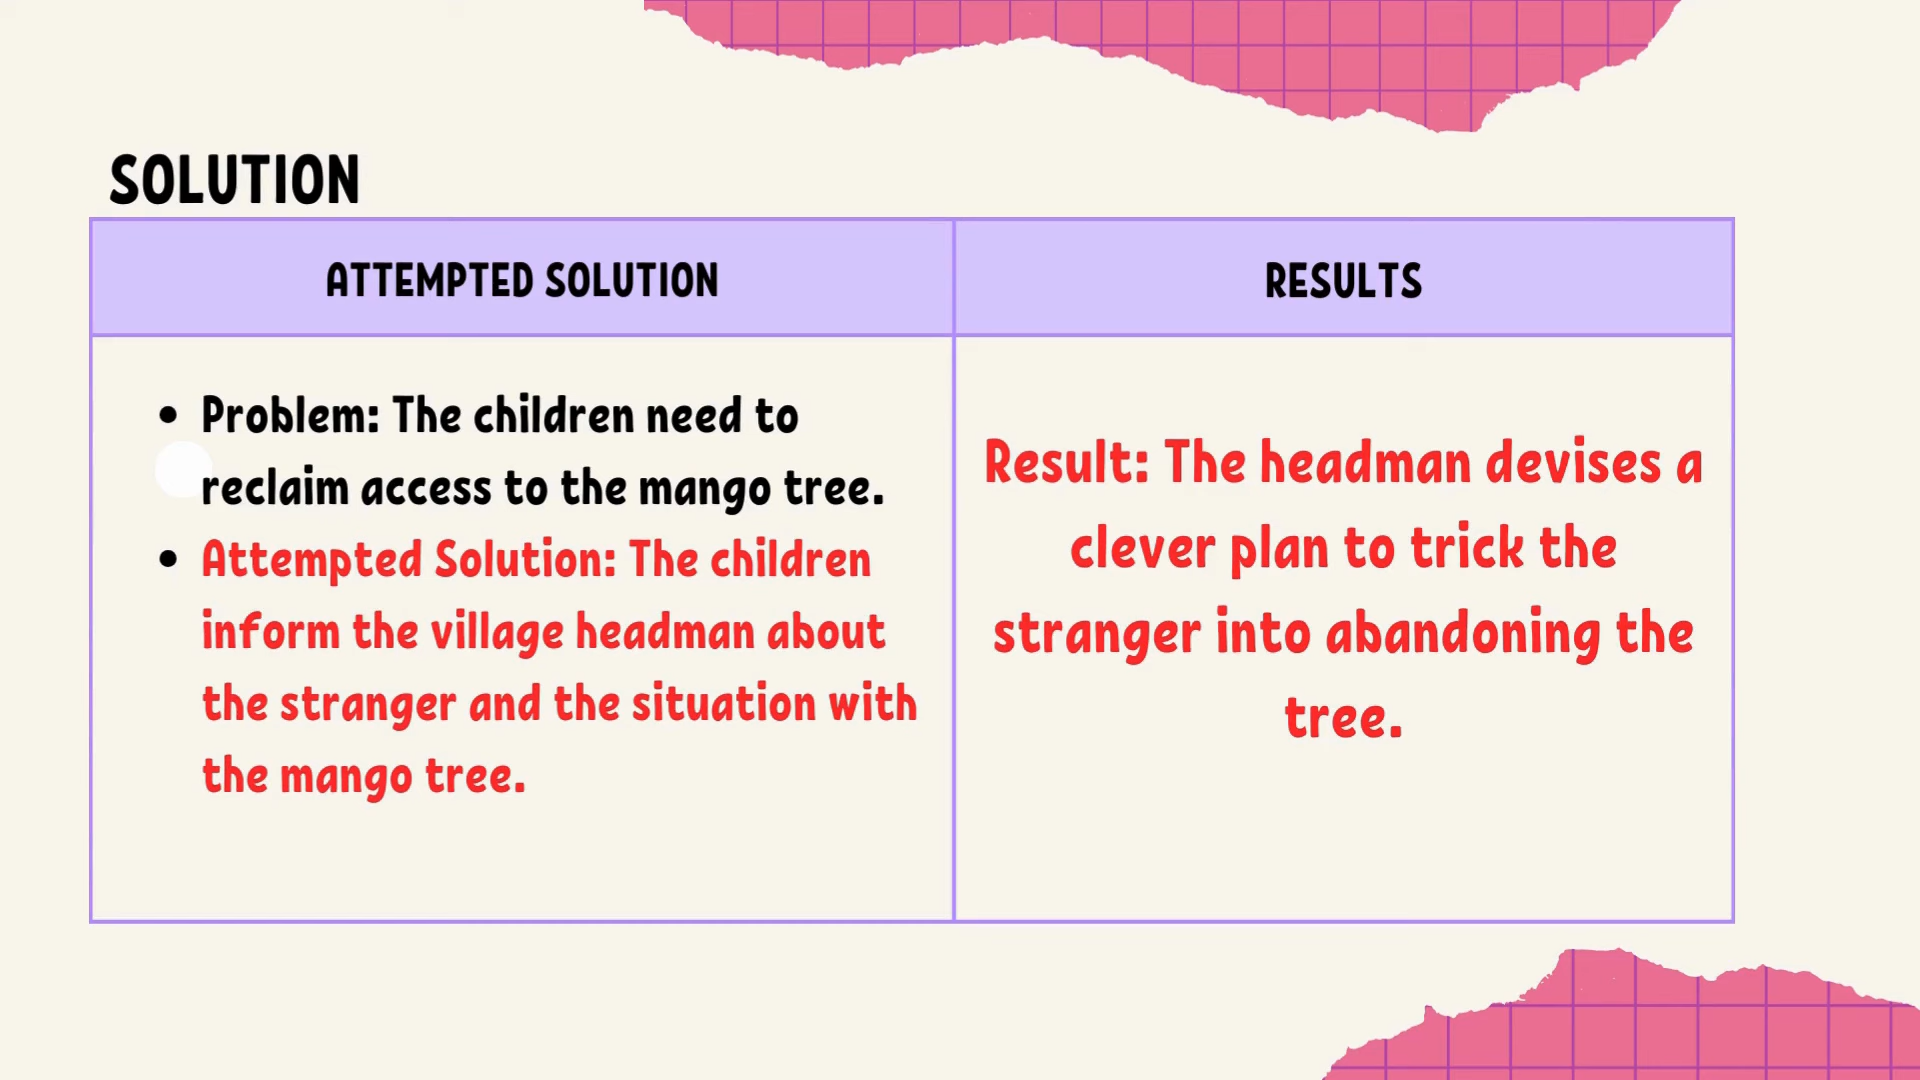 SOLUTION
ATTEMPTED SOLUTION
RESULTS
• Problem: The children need to
reclaim access to the mango tree.
• Attempted Solution: The children
inform the village headman about
the stranger and the situation with
the mango tree.
Result: The headman devises a
clever plan to trick the
stranger into abandoning the
tree.